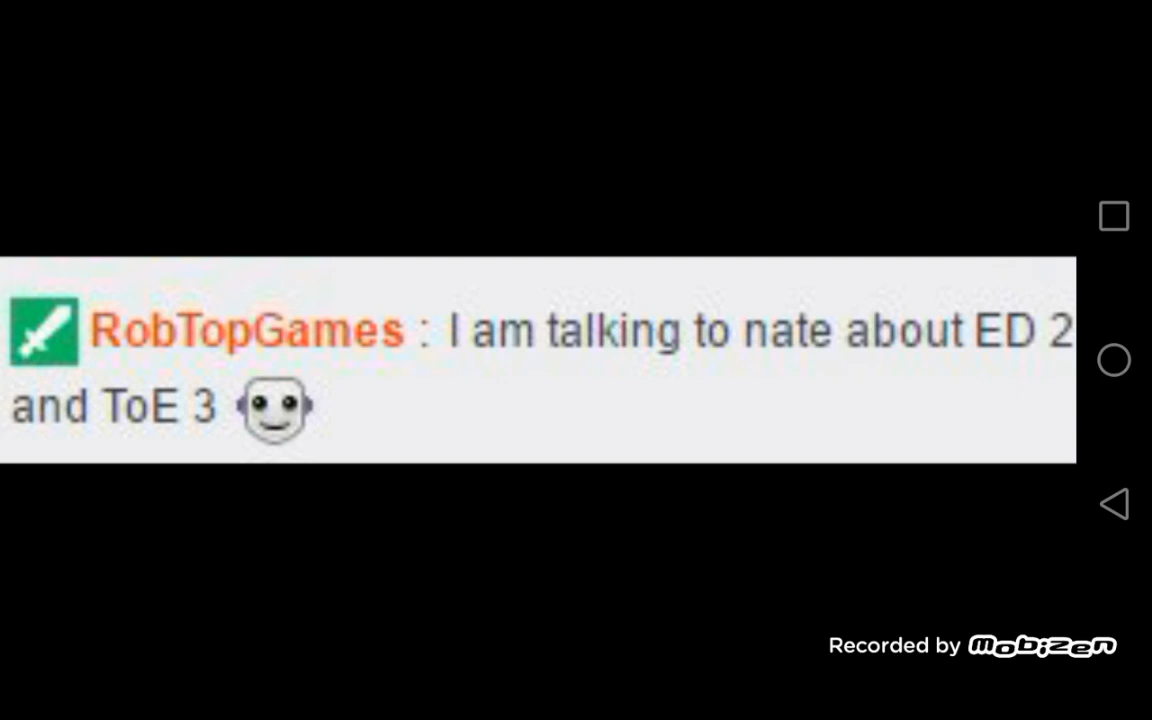 RobTopGames : I am talking to nate about ED 2
and ToE 3
Recorded by mobizen